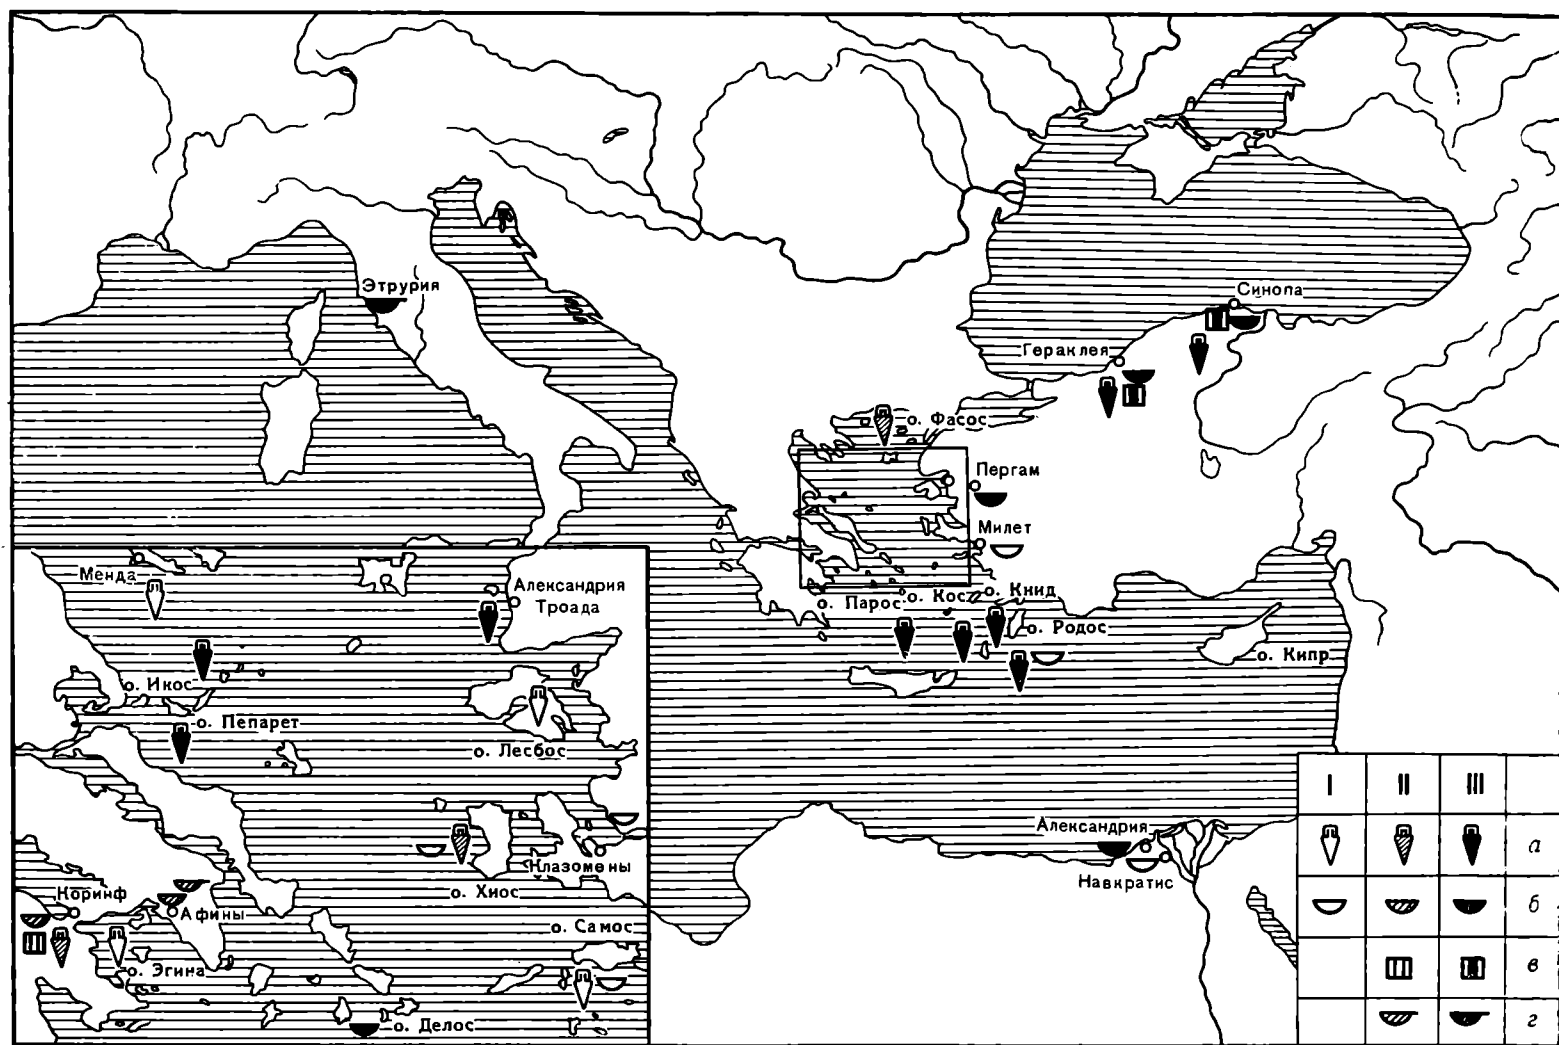 Этрурия
Синопа
Гераклея
о. Фасос
Пергам
Милет
о. Парос
о. Кос
о. Книд
о. Родос
о. Кипр
Александрия
Навкратис
Менда
Александрия
Троада
о. Икос
о. Пепарет
о. Лесбос
Клазомены
о. Хиос
Коринф
Афины
о. Самос
о. Эгина
о. Делос
I II III
а
б
в
г